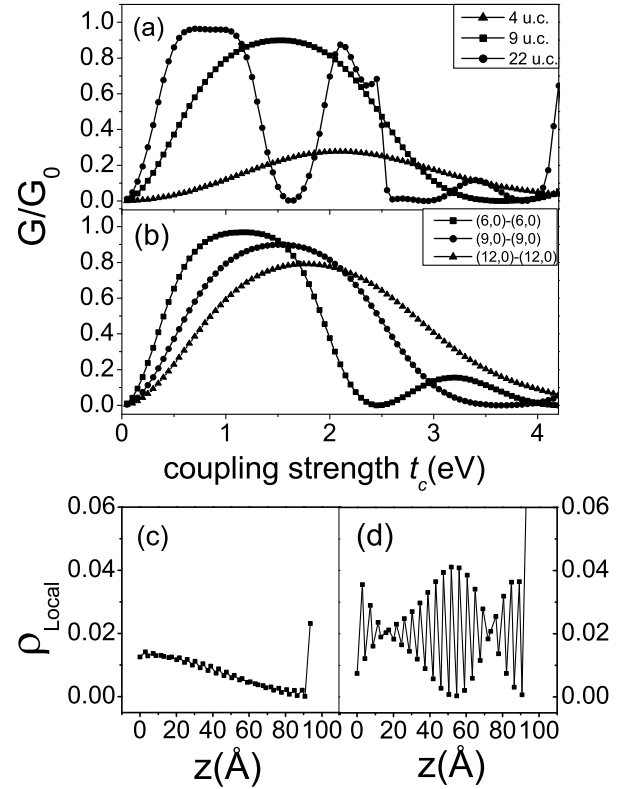 (a)
4 u.c.
9 u.c.
22 u.c.
1.0
0.8
0.6
0.4
0.2
0.0
G/G0
(b)
(6,0)-(6,0)
(9,0)-(9,0)
(12,0)-(12,0)
1.0
0.8
0.6
0.4
0.2
0.0
0 1 2 3 4
coupling strength tc(eV)
(c)
0.06
0.04
0.02
0.00
ρLocal
0 20 40 60 80 100
z(Å)
(d)
0.06
0.04
0.02
0.00
0 20 40 60 80 100
z(Å)